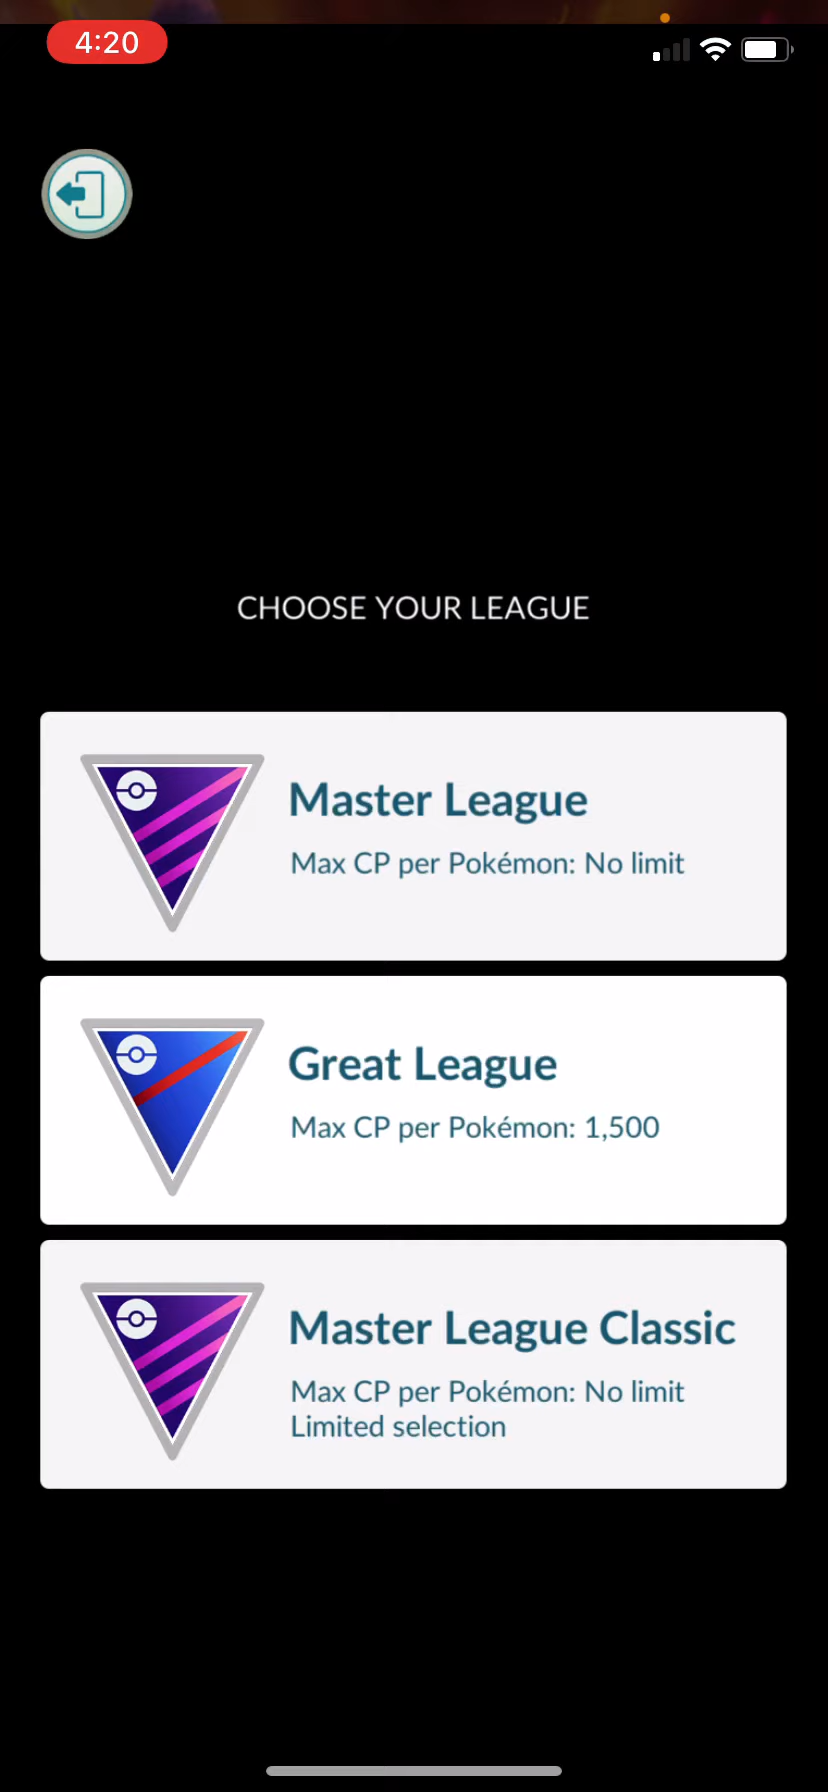 4:20
CHOOSE YOUR LEAGUE
Master League
Max CP per Pokémon: No limit
Great League
Max CP per Pokémon: 1,500
Master League Classic
Max CP per Pokémon: No limit
Limited selection